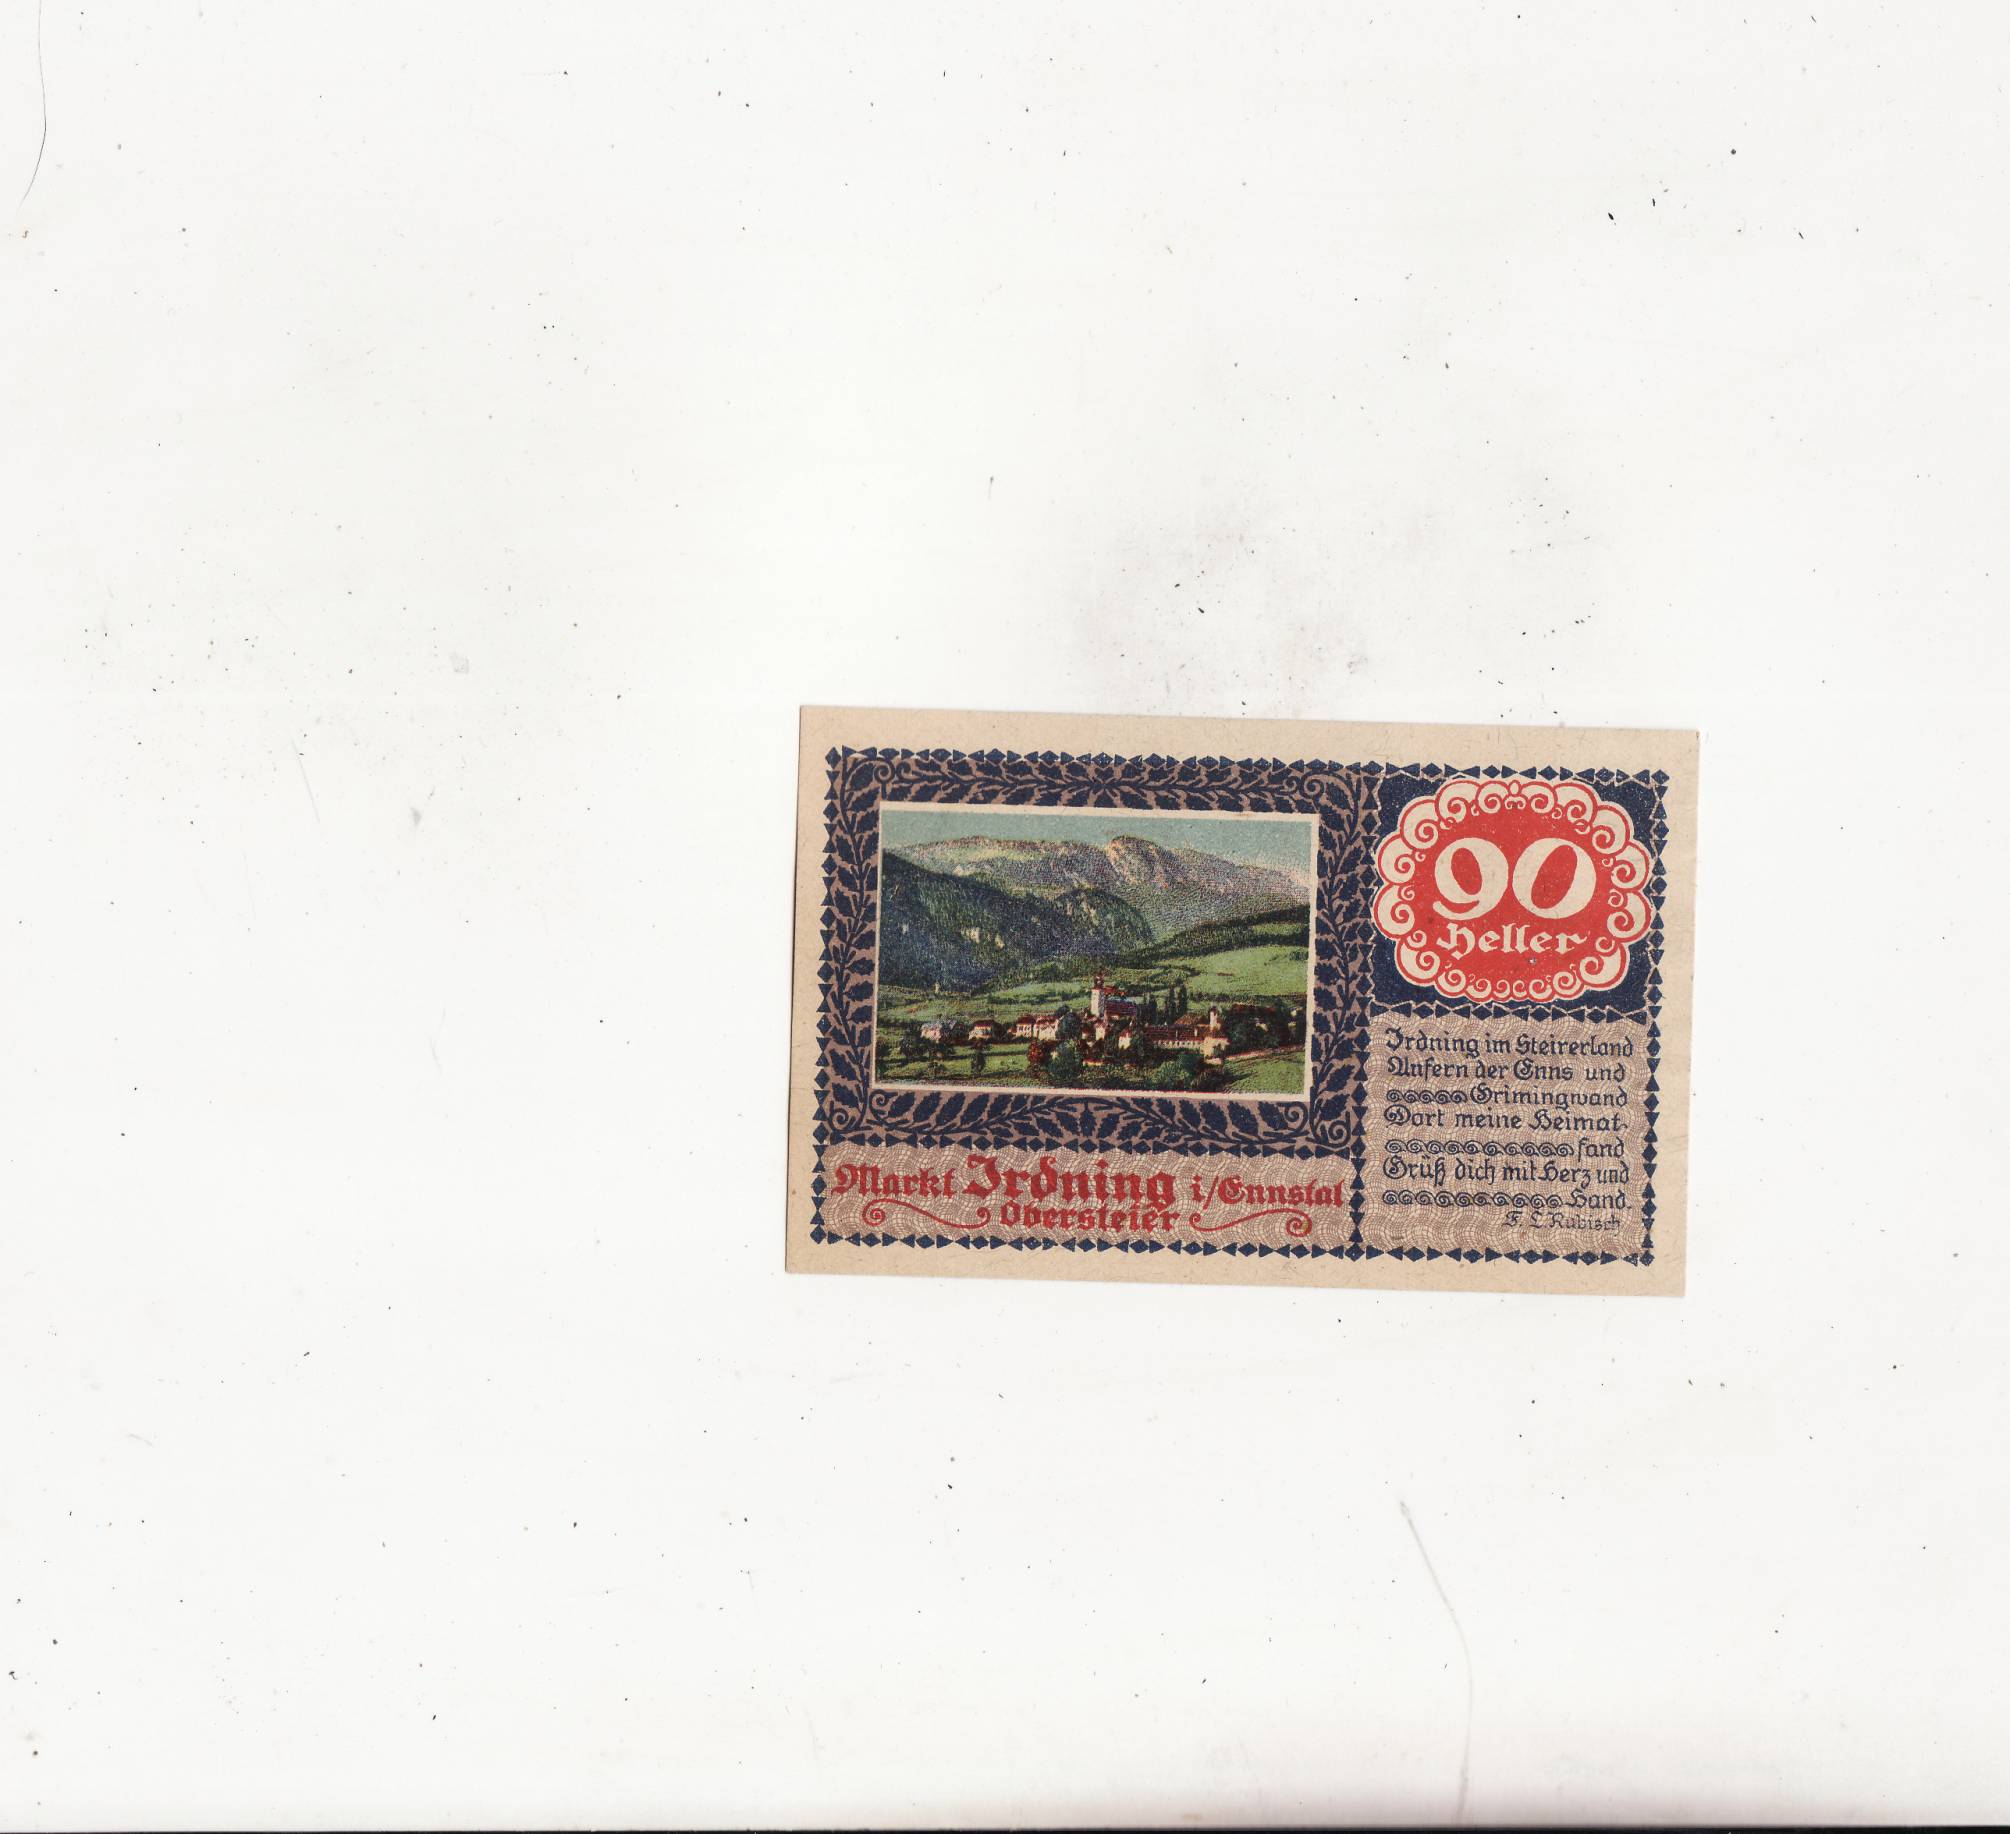 90
Heller
Irdning im Steirerland
Unfern der Enns und
Grimingwand
Dort meine Heimat-
fand
Grüß dich mit Herz und
Hand.
F. L. Rubisch
Markt Irdning i/Ennstal
Obersteier